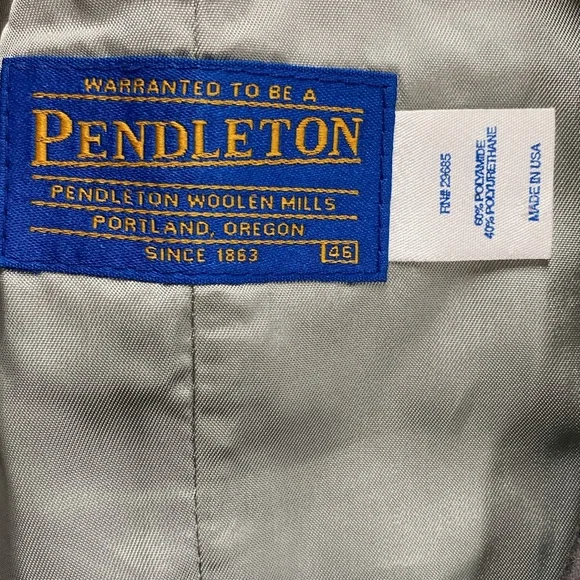 WARRANTED TO BE A
PENDLETON
PENDLETON WOOLEN MILLS
PORTLAND, OREGON
SINCE 1863
46
RN# 29685
60% POLYAMIDE
40% POLYURETHANE
MADE IN USA